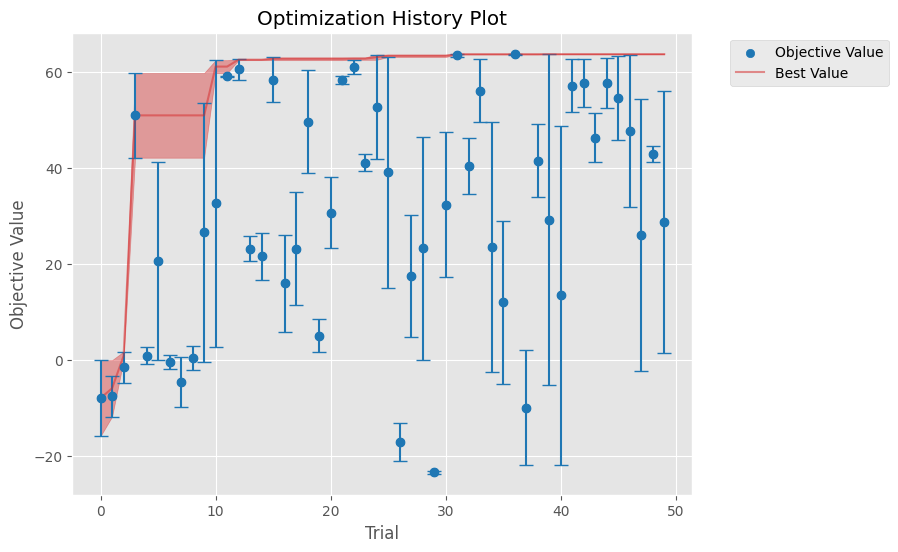 Optimization History Plot
Objective Value
Best Value
Objective Value
60
40
20
0
−20
0 10 20 30 40 50
Trial